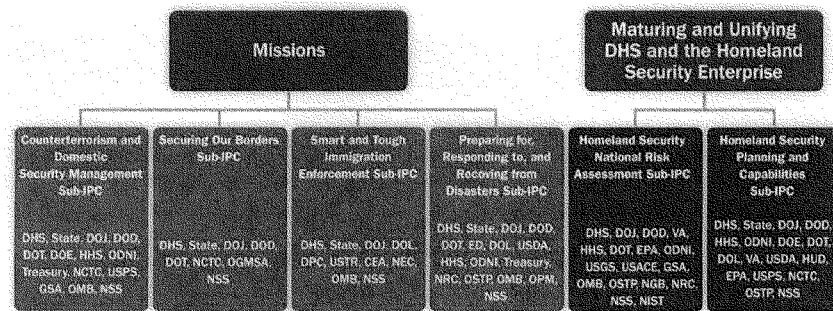 Missions
Maturing and Unifying
DHS and the Homeland
Security Enterprise
Counterterrorism and
Domestic
Security Management
Sub-IPC
DHS, State, DOJ, DOD,
DOT, DOE, HHS, ODNI,
Treasury, NCTC, USPS,
GSA, OMB, NSS
Securing Our Borders
Sub-IPC
DHS, State, DOJ, DOD,
DOT, NCTC, OGMSA,
NSS
Smart and Tough
Immigration
Enforcement Sub-IPC
DHS, State, DOJ, DOL,
DPC, USTR, CEA, NEC,
OMB, NSS
Preparing for,
Responding to, and
Recoving from
Disasters Sub-IPC
DHS, State, DOJ, DOD,
DOT, ED, DOL, USDA,
HHS, ODNI, Treasury,
NRC, OSTP, OMB, OPM,
NSS
Homeland Security
National Risk
Assessment Sub-IPC
DHS, DOJ, DOD, VA,
HHS, DOT, EPA, ODNI,
USGS, USACE, GSA,
OMB, OSTP, NGB, NRC,
NSS, NIST
Homeland Security
Planning and
Capabilities
Sub-IPC
DHS, State, DOJ, DOD,
HHS, ODNI, DOE, DOT,
DOL, VA, USDA, HUD,
EPA, USPS, NCTC,
OSTP, NSS